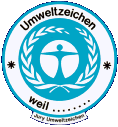 Umweltzeichen
weil ........
Jury Umweltzeichen